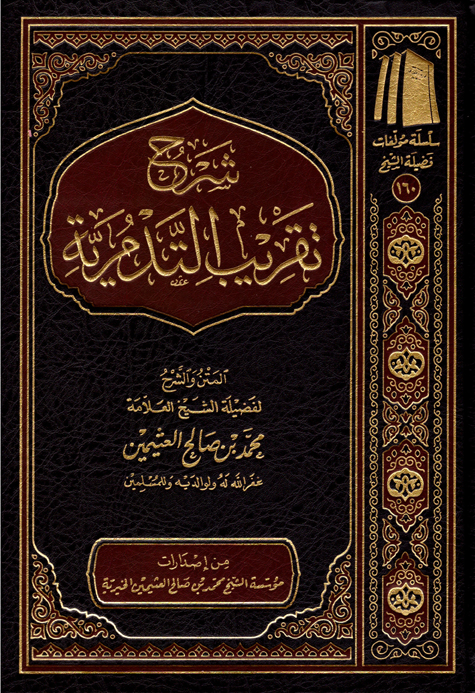 شرح
تقريب التدمرية
المتن والشرح
لفضيلة الشيخ العلامة
محمد بن صالح العثيمين
غفر الله له ولوالديه وللمسلمين
من إصدارات
مؤسسة الشيخ محمد بن صالح العثيمين الخيرية
سلسلة مؤلفات
فضيلة الشيخ
١٦٠